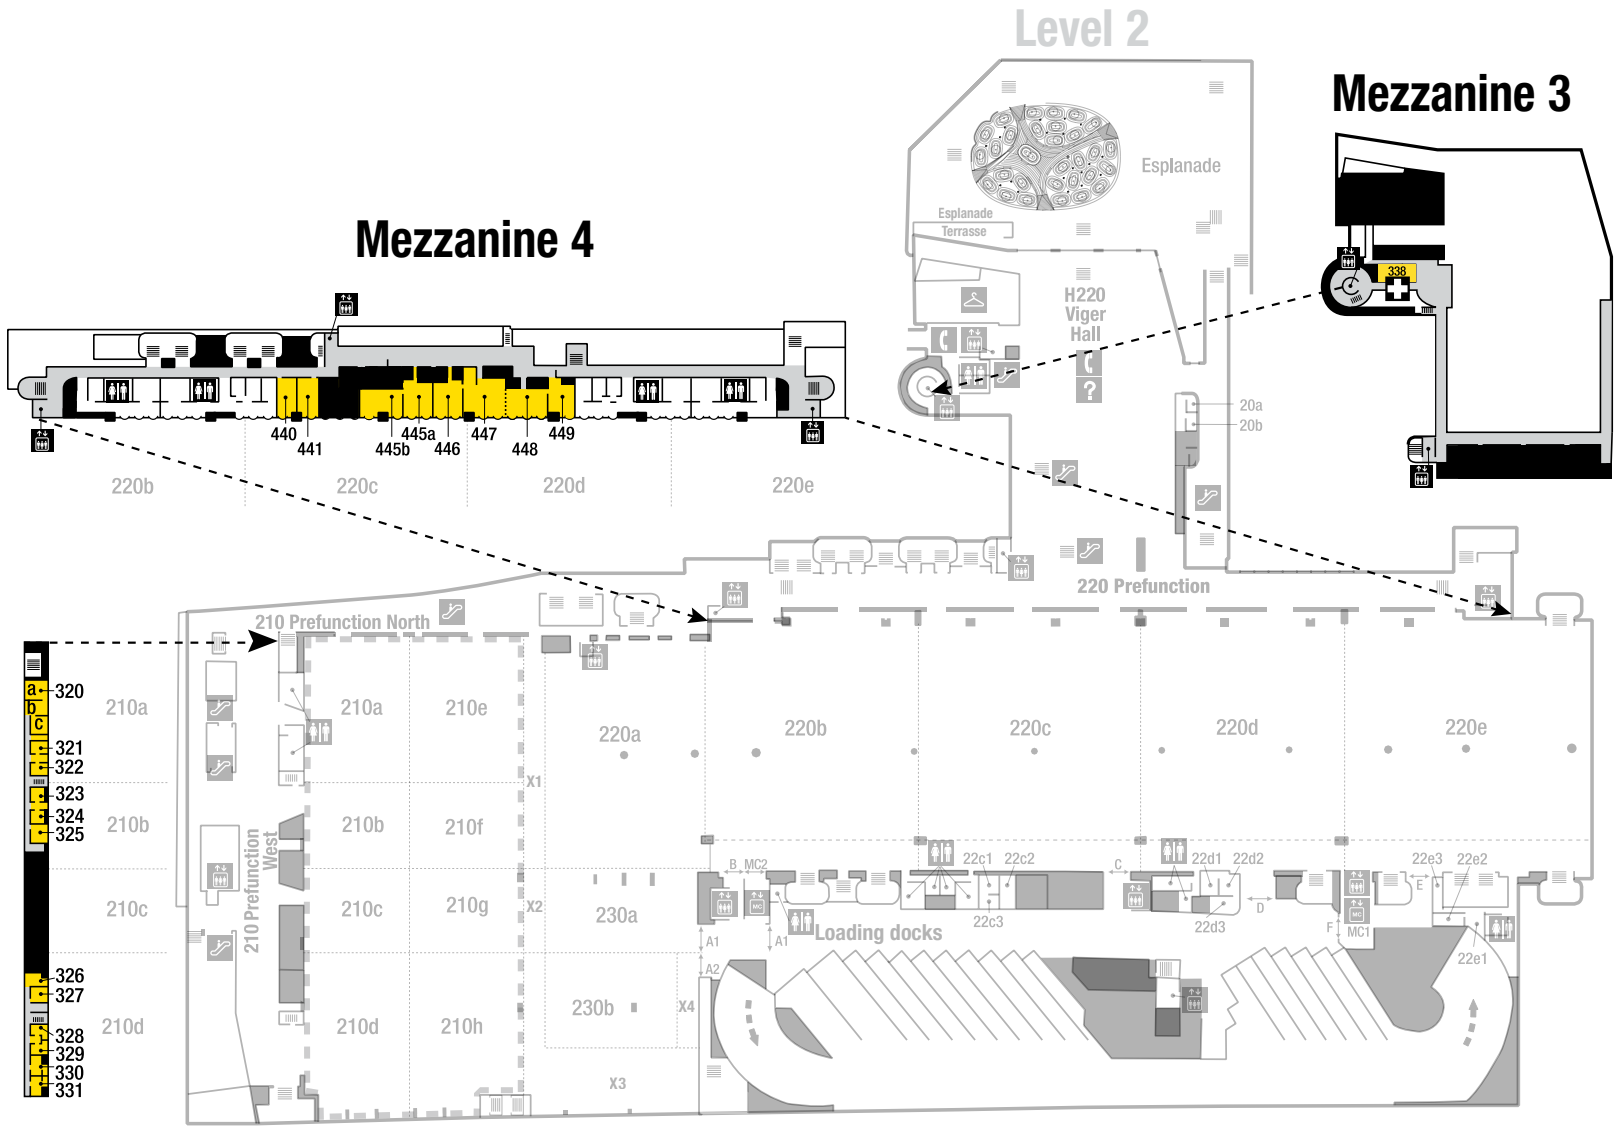 Level 2
Mezzanine 3
Esplanade
Esplanade
Terrasse
Mezzanine 4
338
H220
Viger
Hall
?
20a
20b
440
441
445b
445a
446
447
448
449
220b
220c
220d
220e
220 Prefunction
210 Prefunction North
a
b
c
320
321
322
323
324
325
326
327
328
329
330
331
210a
210b
210c
210d
210 Prefunction
West
210a
210e
210b
210f
210c
210g
210d
210h
X1
X2
X3
X4
220a
220b
220c
220d
220e
230a
230b
B
MC2
MC
A1
A1
A2
22c1
22c2
22c3
C
22d1
22d2
22d3
D
E
F
MC
MC1
22e3
22e2
22e1
Loading docks